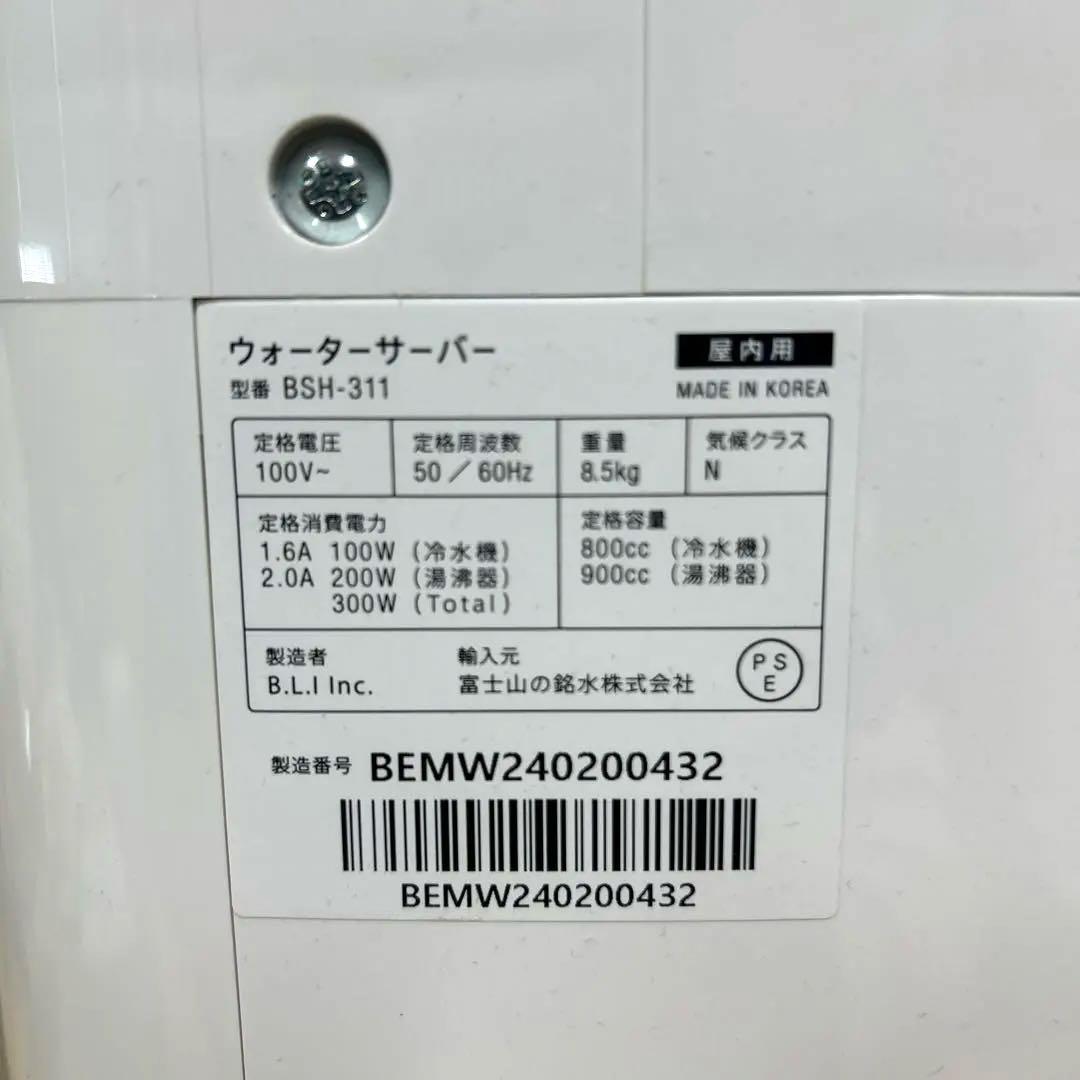 ウォーターサーバー
屋内用
型番 BSH-311
MADE IN KOREA
定格電圧
100V~
定格周波数
50 / 60Hz
重量
8.5kg
気候クラス
N
定格消費電力
1.6A 100W (冷水機)
2.0A 200W (湯沸器)
300W (Total)
定格容量
800cc (冷水機)
900cc (湯沸器)
製造者
B.L.I Inc.
輸入元
富士山の銘水株式会社
PS
E
製造番号 BEMW240200432
BEMW240200432